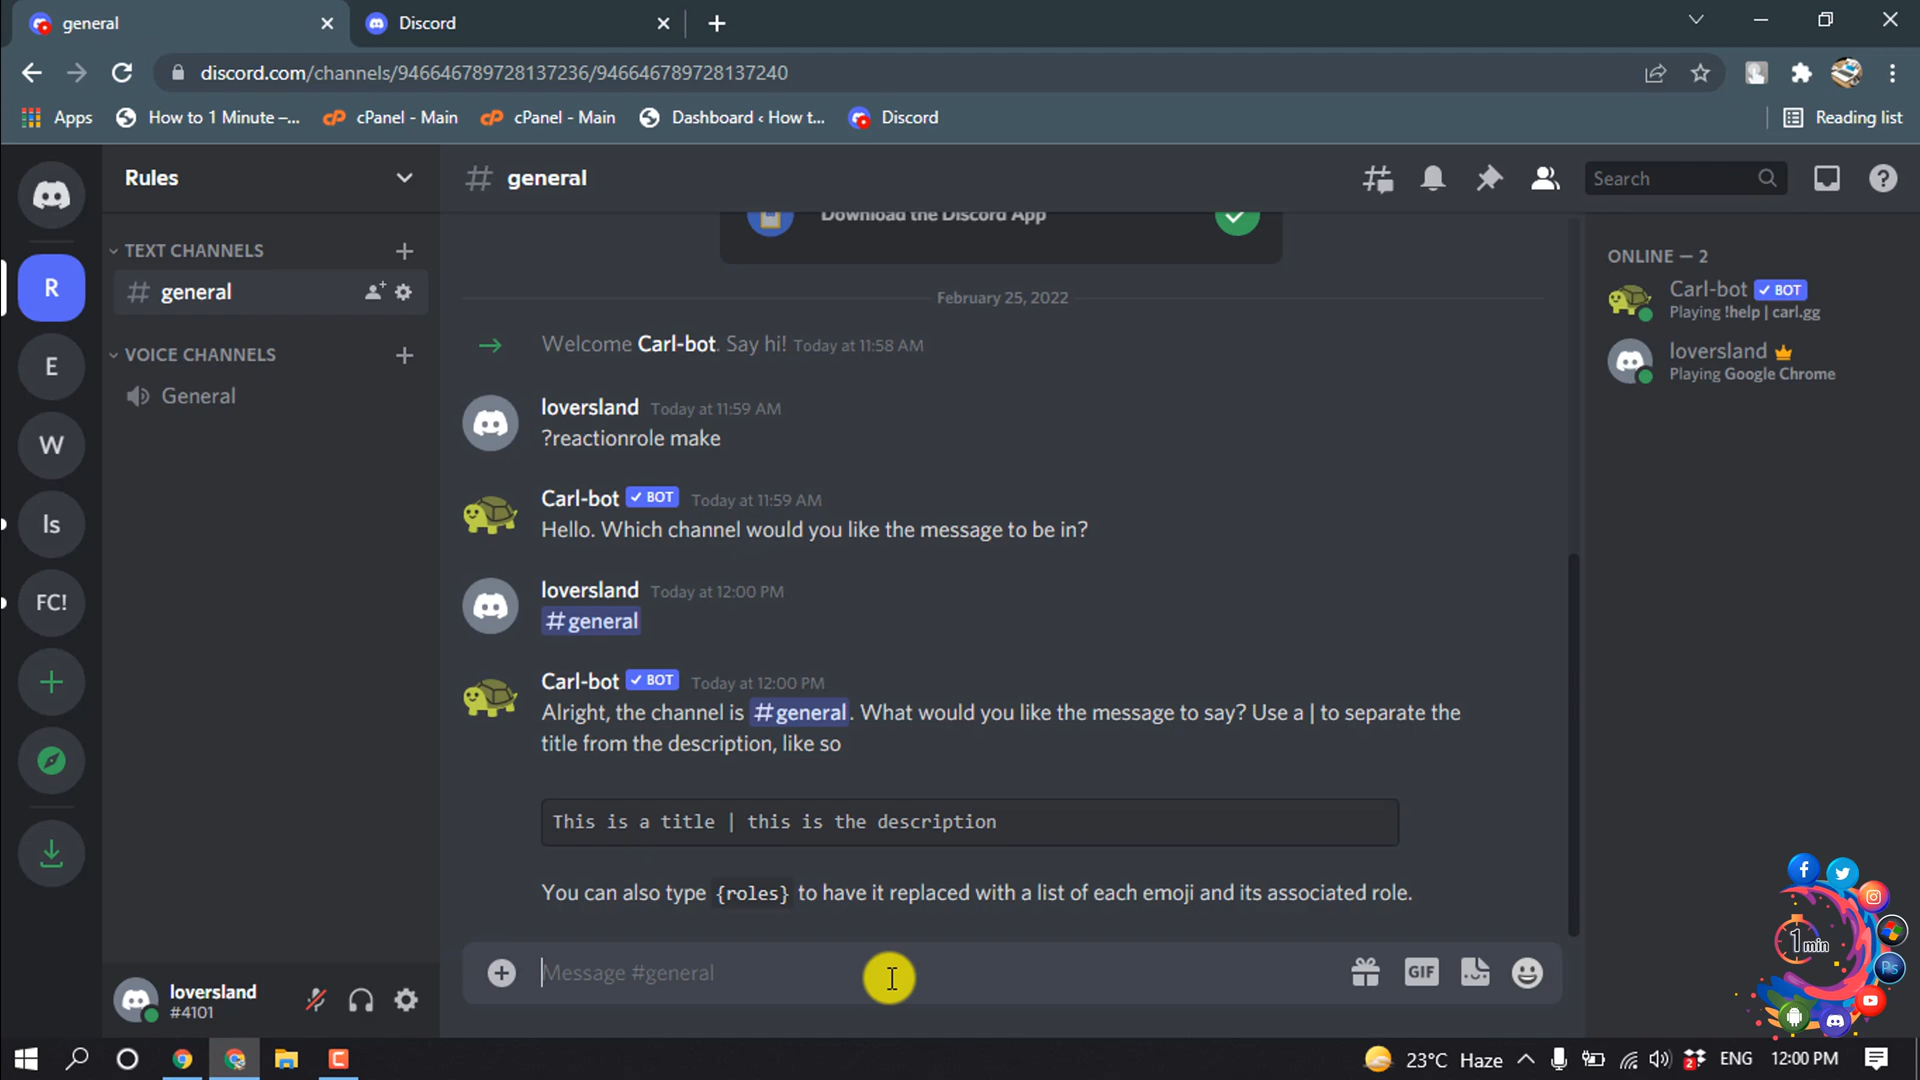 general
Discord
discord.com/channels/946646789728137236/946646789728137240
Apps
How to 1 Minute –...
cPanel - Main
cPanel - Main
Dashboard ‹ How t...
Discord
Reading list
Rules
general
Search
R
E
W
ls
FC!
TEXT CHANNELS
general
VOICE CHANNELS
General
Download the Discord App
February 25, 2022
Welcome Carl-bot. Say hi! Today at 11:58 AM
loversland Today at 11:59 AM
?reactionrole make
Carl-bot ✓ BOT Today at 11:59 AM
Hello. Which channel would you like the message to be in?
loversland Today at 12:00 PM
#general
Carl-bot ✓ BOT Today at 12:00 PM
Alright, the channel is #general. What would you like the message to say? Use a | to separate the
title from the description, like so
This is a title | this is the description
You can also type {roles} to have it replaced with a list of each emoji and its associated role.
Message #general
GIF
ONLINE — 2
Carl-bot ✓ BOT
Playing !help | carl.gg
loversland
Playing Google Chrome
loversland
#4101
1 min
Ps
23°C Haze
2
ENG
12:00 PM